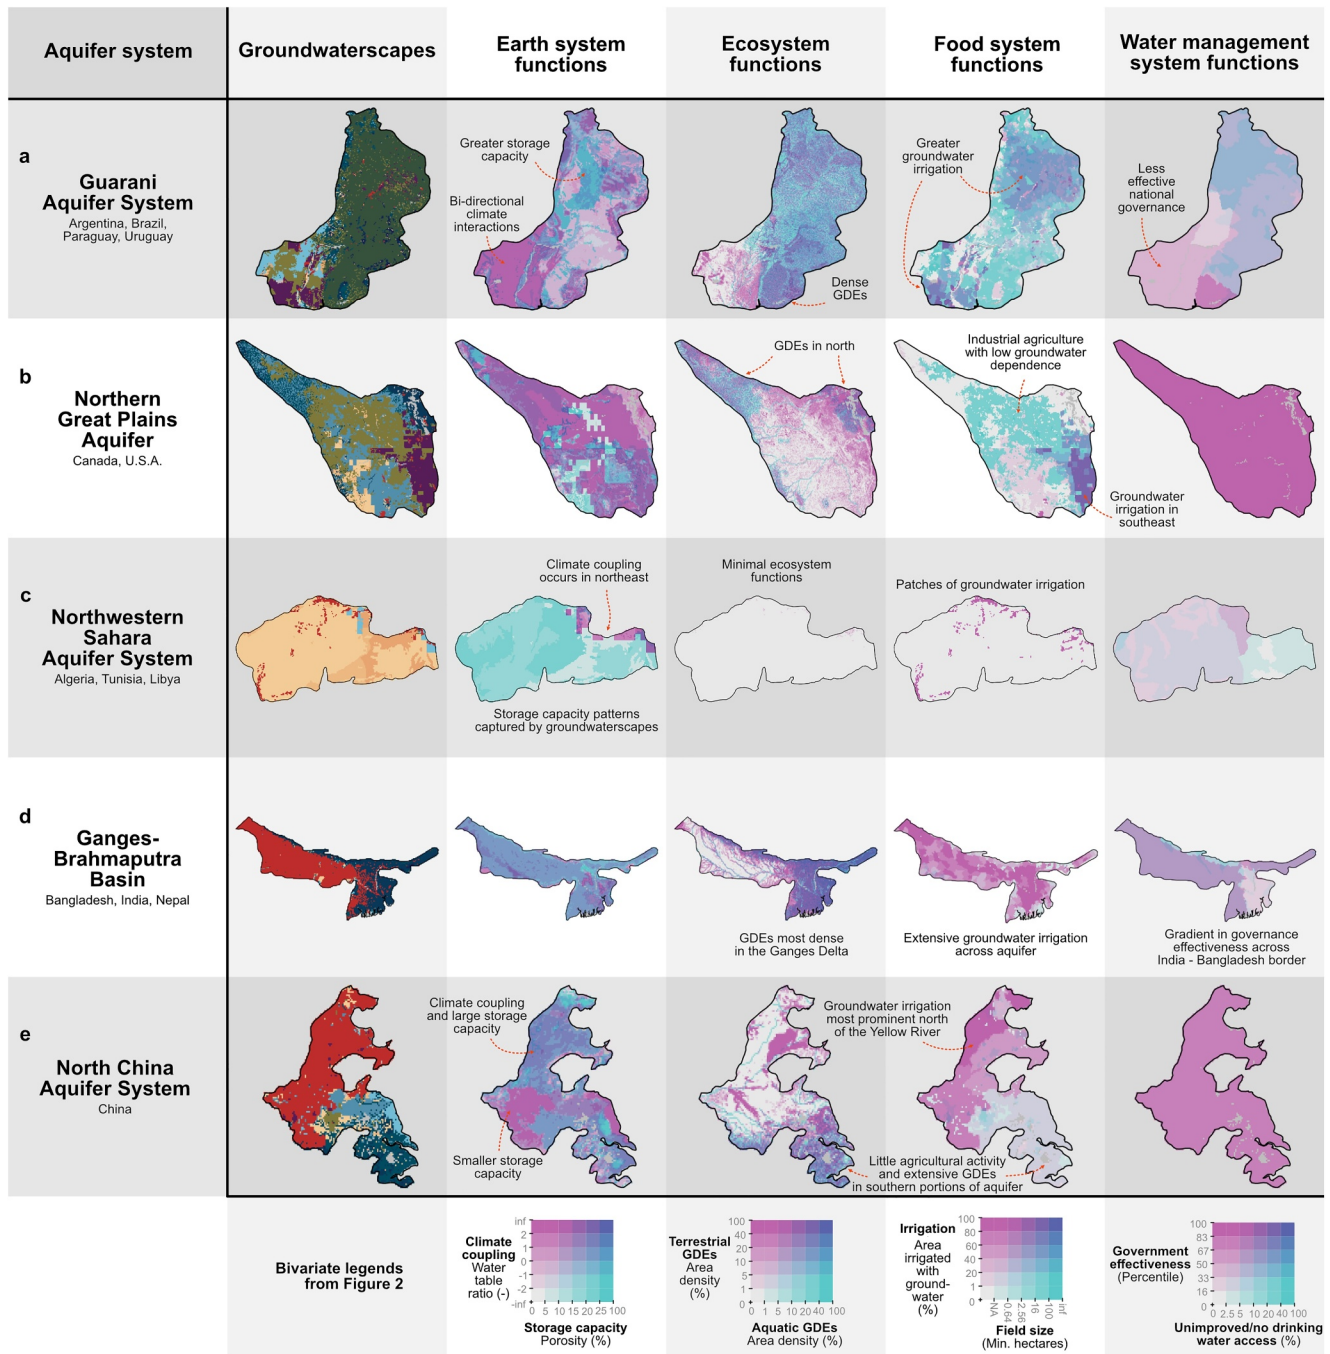 Aquifer system
Groundwaterscapes
Earth system
functions
Ecosystem
functions
Food system
functions
Water management
system functions
a
Guarani
Aquifer System
Argentina, Brazil,
Paraguay, Uruguay
Greater storage
capacity
Bi-directional
climate
interactions
Dense
GDEs
Greater
groundwater
irrigation
Less
effective
national
governance
b
Northern
Great Plains
Aquifer
Canada, U.S.A.
GDEs in north
Industrial agriculture
with low groundwater
dependence
Groundwater
irrigation in
southeast
c
Northwestern
Sahara
Aquifer System
Algeria, Tunisia, Libya
Climate coupling
occurs in northeast
Storage capacity patterns
captured by groundwaterscapes
Minimal ecosystem
functions
Patches of groundwater irrigation
d
Ganges-
Brahmaputra
Basin
Bangladesh, India, Nepal
GDEs most dense
in the Ganges Delta
Extensive groundwater irrigation
across aquifer
Gradient in governance
effectiveness across
India - Bangladesh border
e
North China
Aquifer System
China
Climate coupling
and large storage
capacity
Smaller storage
capacity
Groundwater irrigation
most prominent north
of the Yellow River
Little agricultural activity
and extensive GDEs
in southern portions of aquifer
Bivariate legends
from Figure 2
Climate
coupling
Water
table
ratio (-)
inf
2
1
-1
-2
-inf
0 5 10 15 20 25 100
Storage capacity
Porosity (%)
Terrestrial
GDEs
Area
density
(%)
100
40
20
10
5
1
0
0 1 5 10 20 40 100
Aquatic GDEs
Area density (%)
Irrigation
Area
irrigated
with
ground-
water
(%)
100
80
60
40
20
1
0
NA 0.64 2.56 16 100 inf
Field size
(Min. hectares)
Government
effectiveness
(Percentile)
100
83
67
50
33
16
0
0 2.5 5 10 20 40 100
Unimproved/no drinking
water access (%)